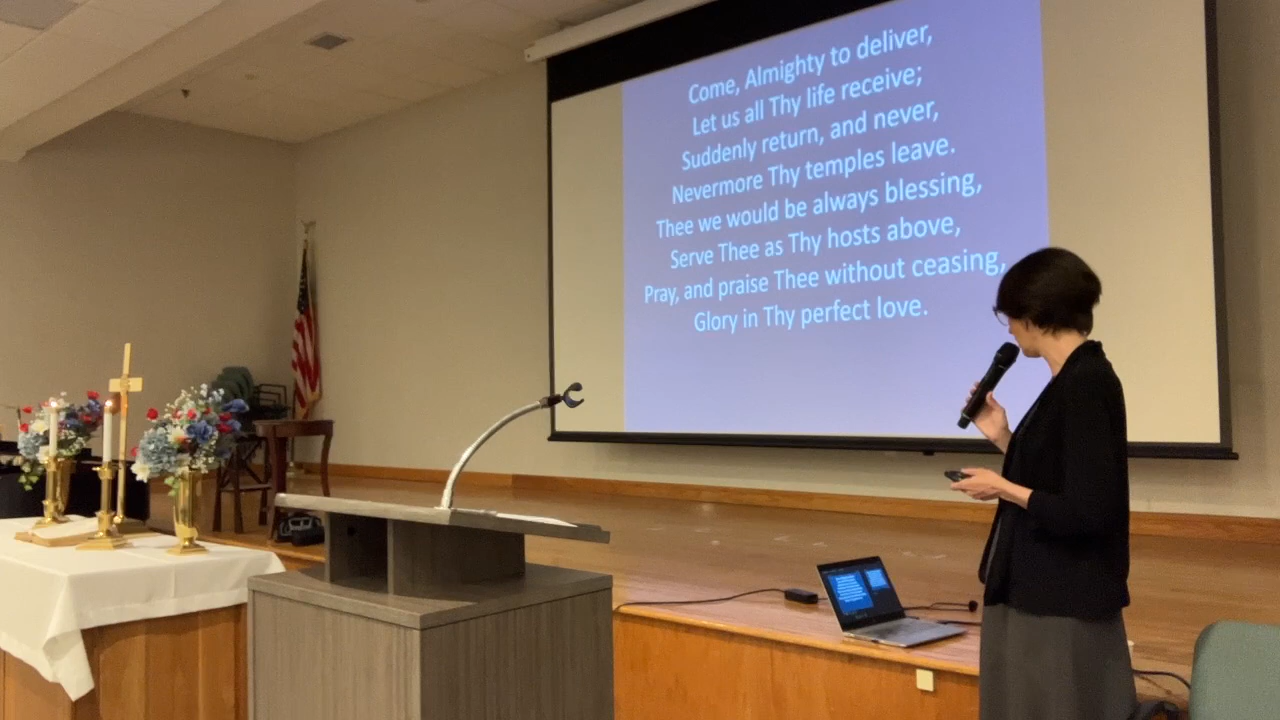 Come, Almighty to deliver,
Let us all Thy life receive;
Suddenly return, and never,
Nevermore Thy temples leave.
Thee we would be always blessing,
Serve Thee as Thy hosts above,
Pray, and praise Thee without ceasing,
Glory in Thy perfect love.